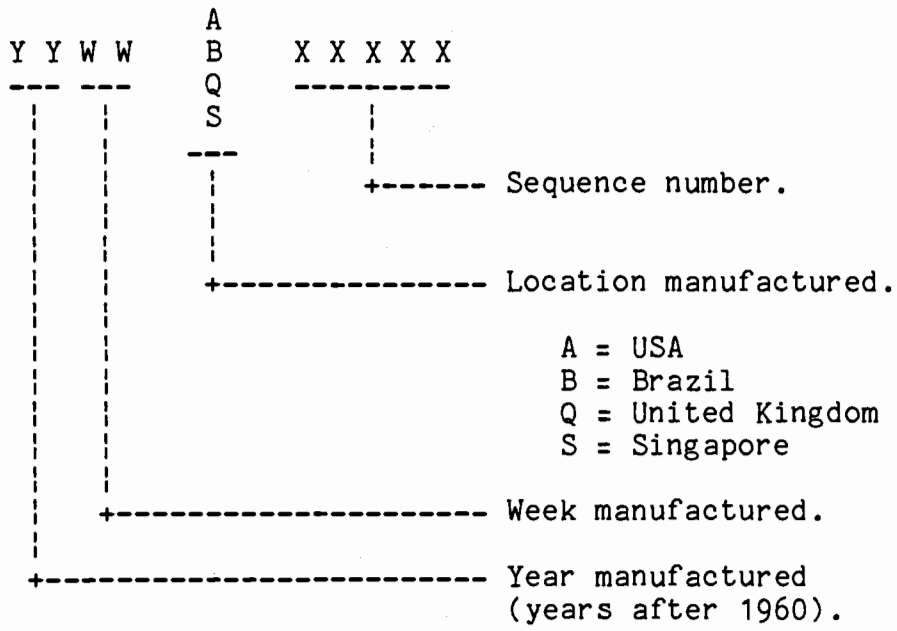 A
Y Y W W B X X X X X
Q
S
Sequence number.
Location manufactured.
A = USA
B = Brazil
Q = United Kingdom
S = Singapore
Week manufactured.
Year manufactured
(years after 1960).